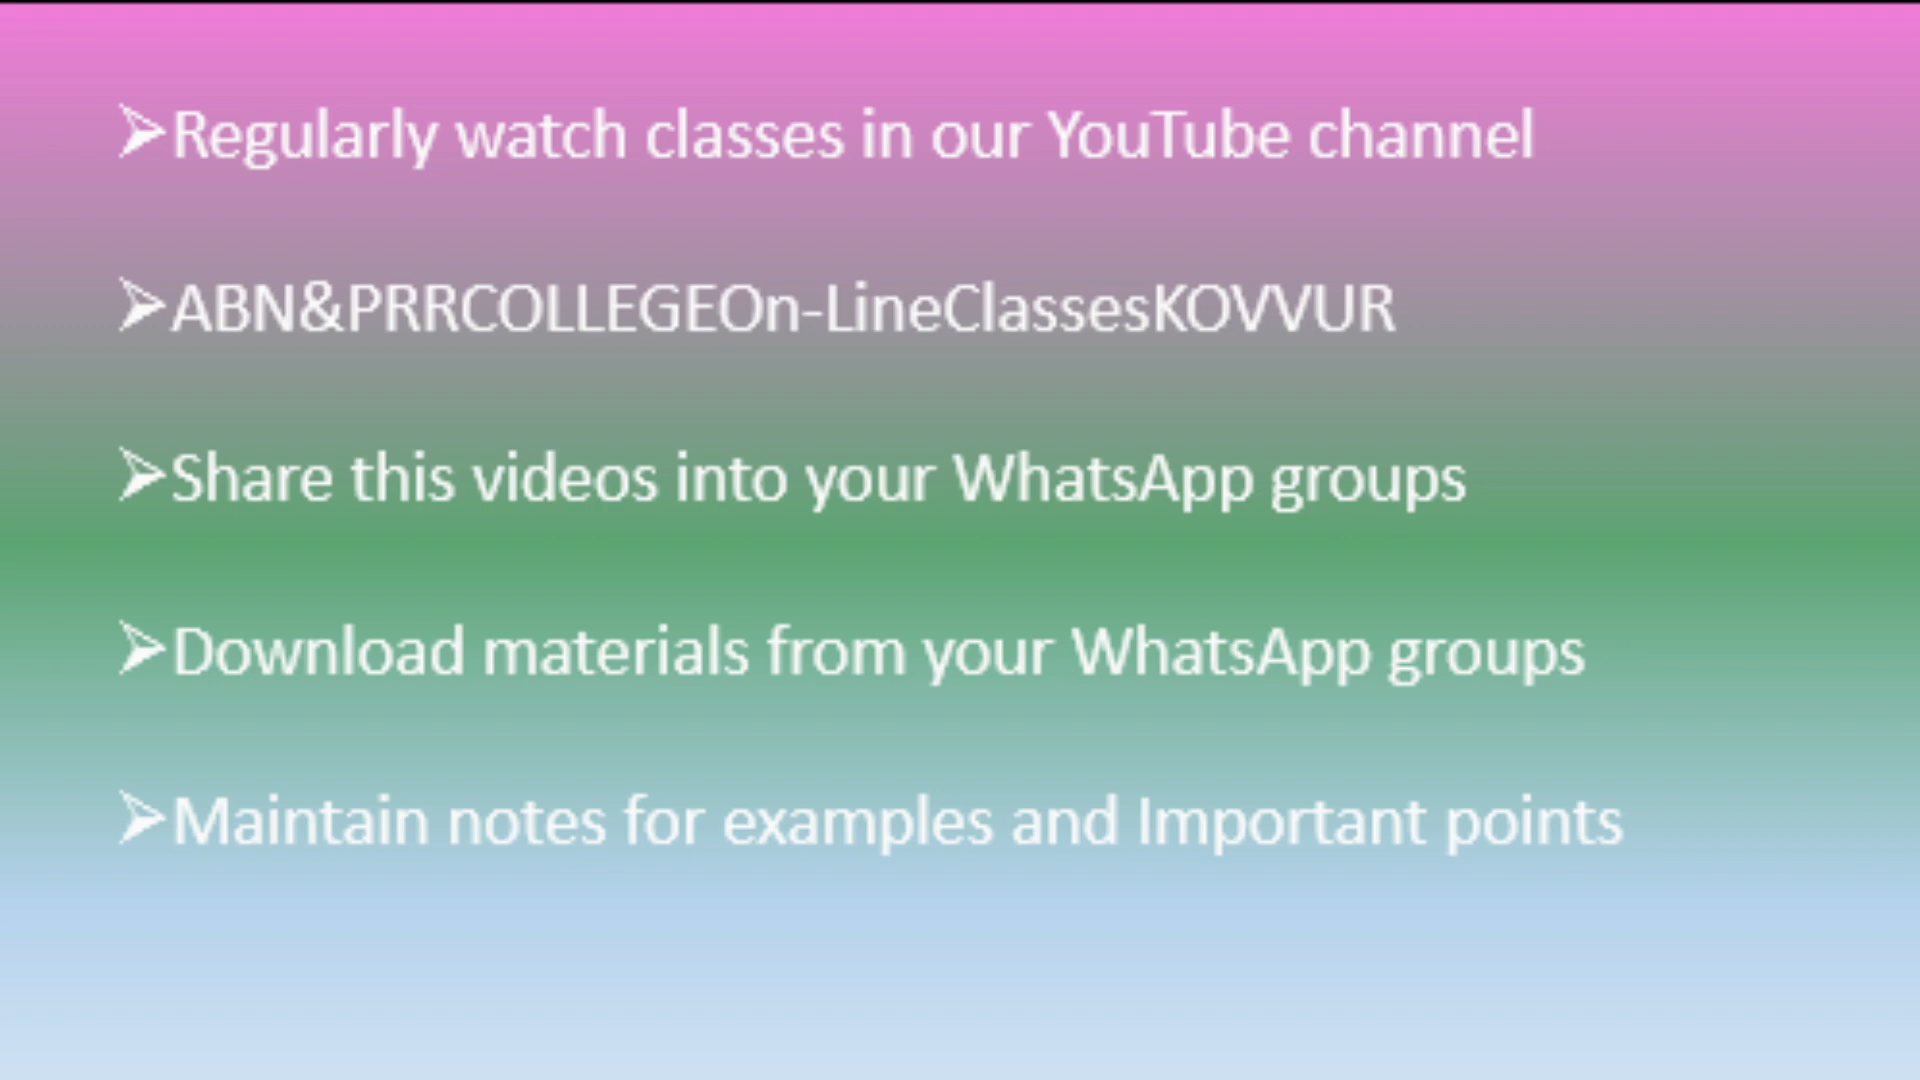 ➢Regularly watch classes in our YouTube channel
➢ABN&PRRCOLLEGEOn-LineClassesKOVVUR
➢Share this videos into your WhatsApp groups
➢Download materials from your WhatsApp groups
➢Maintain notes for examples and Important points